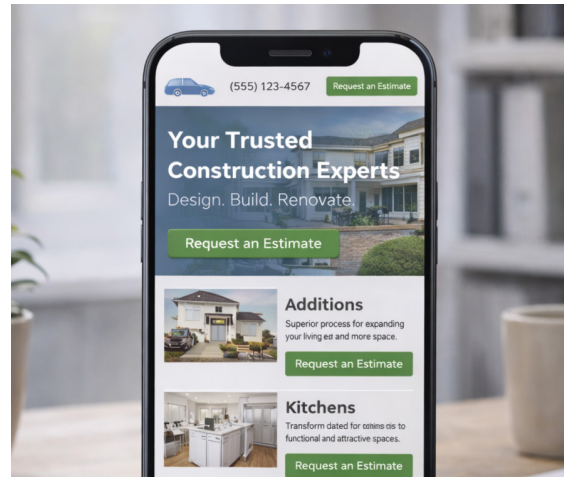 (555) 123-4567
Request an Estimate
Your Trusted
Construction Experts
Design. Build. Renovate.
Request an Estimate
Additions
Superior process for expanding
your living and more space.
Request an Estimate
Kitchens
Transform dated for to
functional and attractive spaces.
Request an Estimate